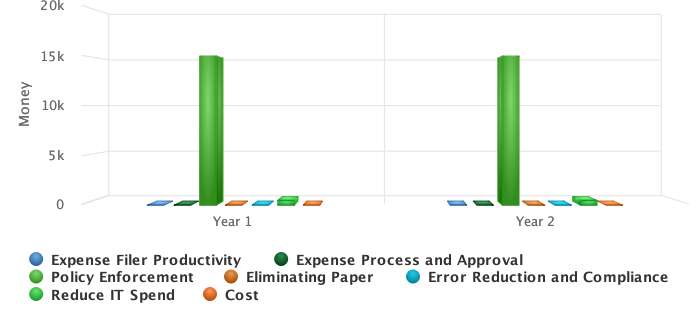 20k
15k
10k
5k
0
Money
Year 1 Year 2
Expense Filer Productivity Expense Process and Approval
Policy Enforcement Eliminating Paper Error Reduction and Compliance
Reduce IT Spend Cost